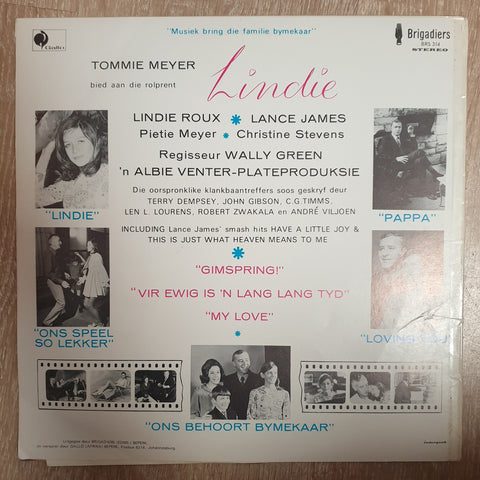 "Musiek bring die familie bymekaar"
Gallo
Brigadiers
BRS 314
STEREO
TOMMIE MEYER
bied aan die rolprent
Lindie
LINDIE ROUX * LANCE JAMES
Pietie Meyer • Christine Stevens
Regisseur WALLY GREEN
'n ALBIE VENTER-PLATEPRODUKSIE
Die oorspronklike klankbaantreffers soos geskryf deur
TERRY DEMPSEY, JOHN GIBSON, C.G. TIMMS,
LEN L. LOURENS, ROBERT ZWAKALA en ANDRÉ VILJOEN
INCLUDING Lance James' smash hits HAVE A LITTLE JOY &
THIS IS JUST WHAT HEAVEN MEANS TO ME
"LINDIE"
"PAPPA"
"GIMSPRING!"
"VIR EWIG IS 'N LANG LANG TYD"
"MY LOVE"
"ONS SPEEL
SO LEKKER"
"LOVING YOU
"ONS BEHOORT BYMEKAAR"